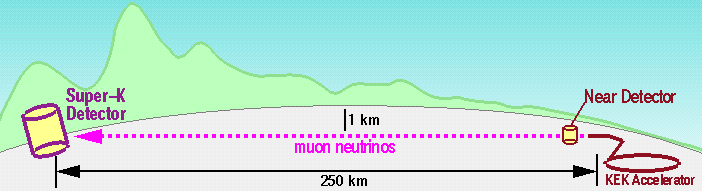 Super-K
Detector
Near Detector
1 km
muon neutrinos
KEK Accelerator
250 km